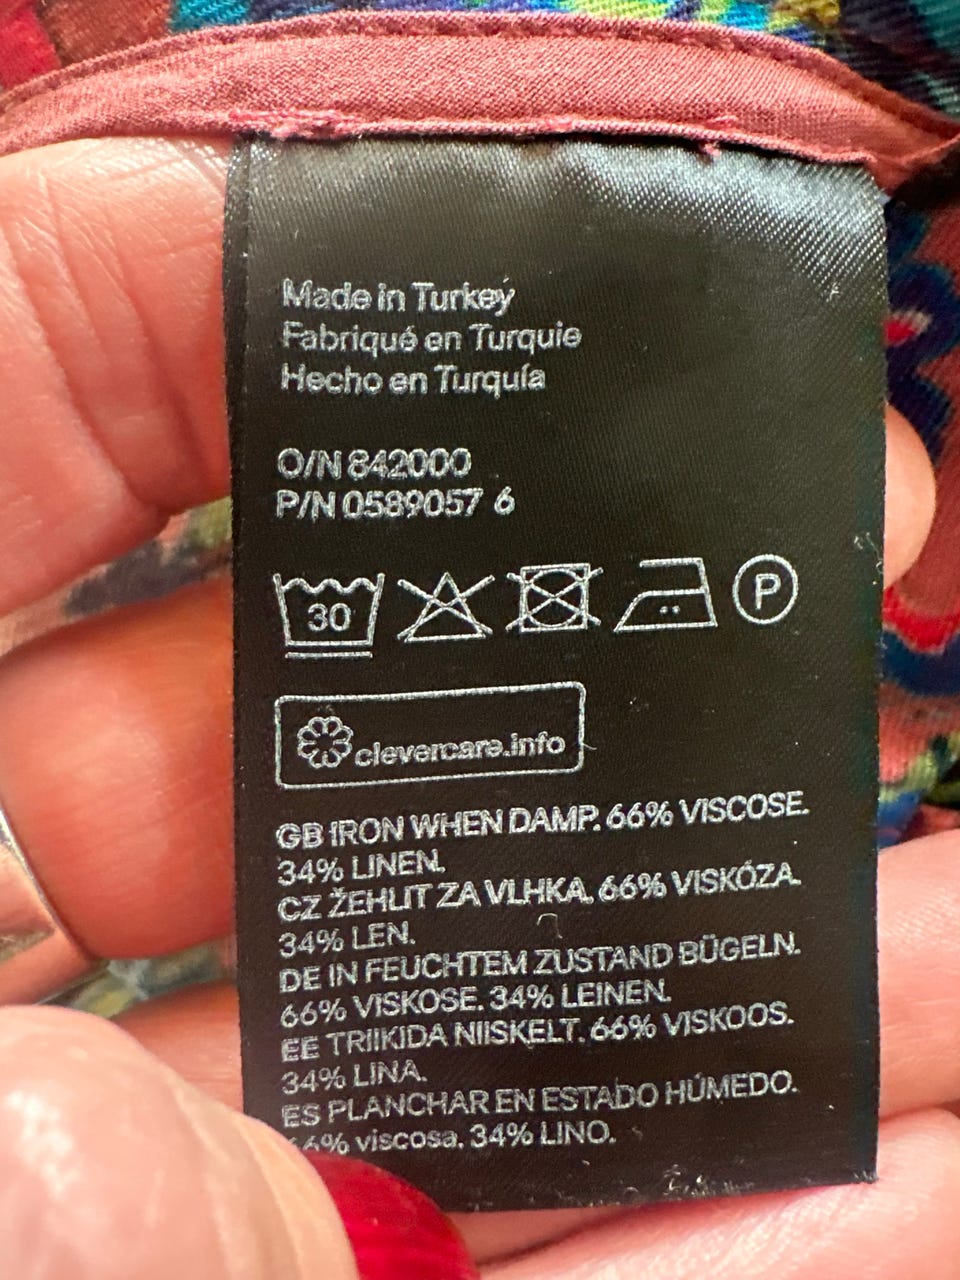 Made in Turkey
Fabriqué en Turquie
Hecho en Turquía
O/N 842000
P/N 0589057 6
30 P
clevercare.info
GB IRON WHEN DAMP. 66% VISCOSE.
34% LINEN.
CZ ŽEHLIT ZA VLHKA. 66% VISKÓZA.
34% LEN.
DE IN FEUCHTEM ZUSTAND BÜGELN.
66% VISKOSE. 34% LEINEN.
EE TRIIKIDA NIISKELT. 66% VISKOOS.
34% LINA.
ES PLANCHAR EN ESTADO HÚMEDO.
66% viscosa, 34% LINO.